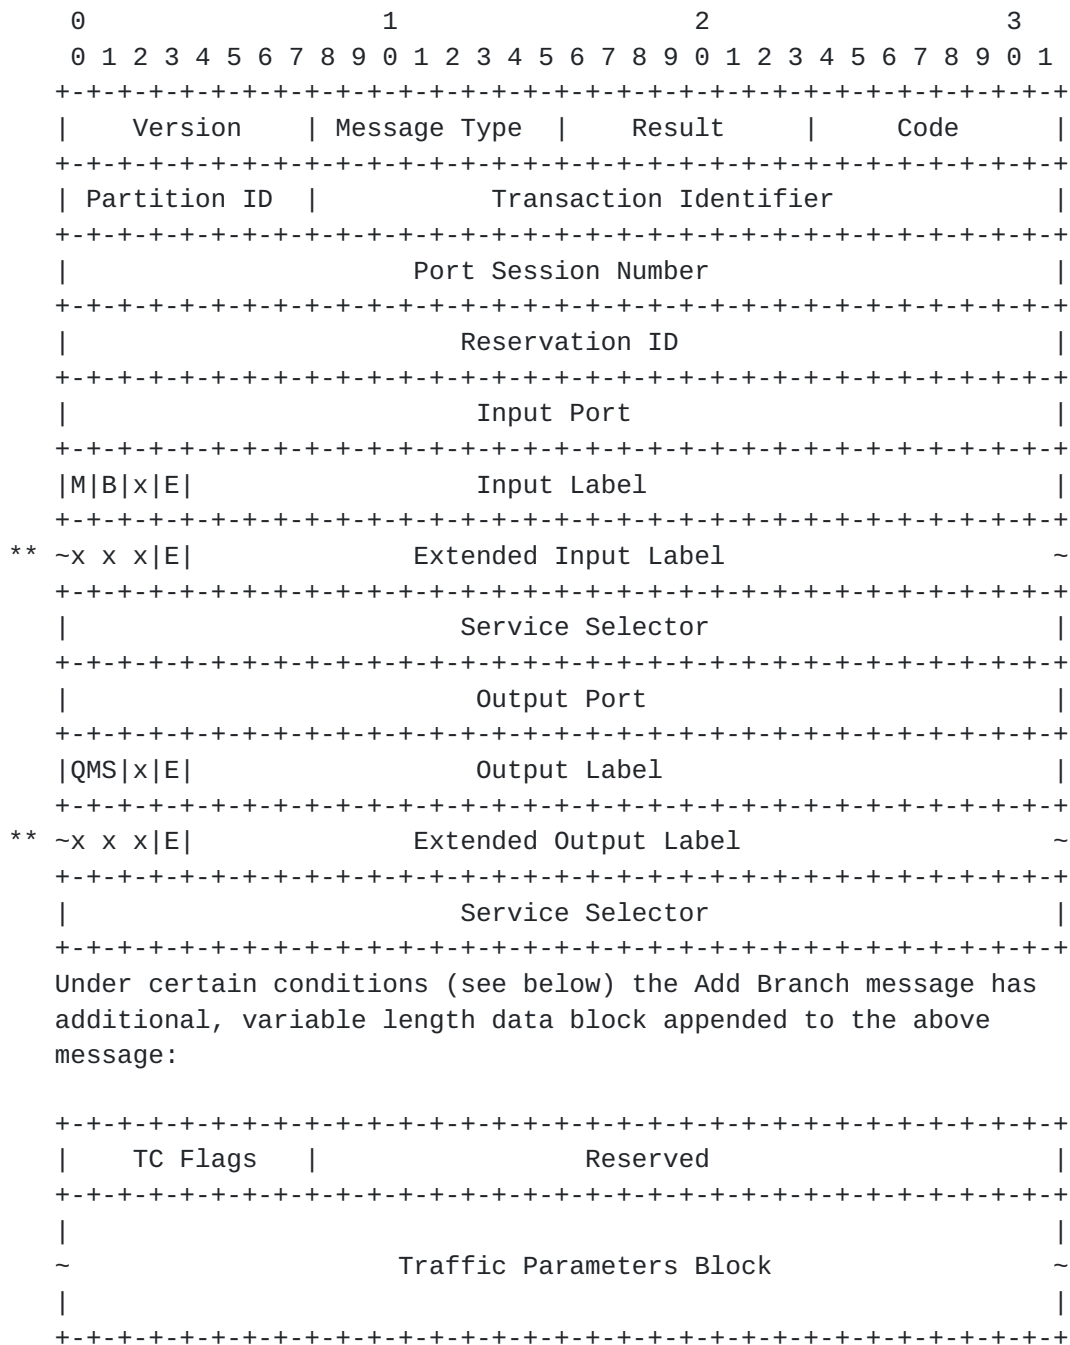 0                   1                   2                   3
     0 1 2 3 4 5 6 7 8 9 0 1 2 3 4 5 6 7 8 9 0 1 2 3 4 5 6 7 8 9 0 1
    +-+-+-+-+-+-+-+-+-+-+-+-+-+-+-+-+-+-+-+-+-+-+-+-+-+-+-+-+-+-+-+-+
    |    Version    | Message Type  |    Result     |     Code      |
    +-+-+-+-+-+-+-+-+-+-+-+-+-+-+-+-+-+-+-+-+-+-+-+-+-+-+-+-+-+-+-+-+
    | Partition ID  |           Transaction Identifier              |
    +-+-+-+-+-+-+-+-+-+-+-+-+-+-+-+-+-+-+-+-+-+-+-+-+-+-+-+-+-+-+-+-+
    |                      Port Session Number                      |
    +-+-+-+-+-+-+-+-+-+-+-+-+-+-+-+-+-+-+-+-+-+-+-+-+-+-+-+-+-+-+-+-+
    |                         Reservation ID                        |
    +-+-+-+-+-+-+-+-+-+-+-+-+-+-+-+-+-+-+-+-+-+-+-+-+-+-+-+-+-+-+-+-+
    |                          Input Port                           |
    +-+-+-+-+-+-+-+-+-+-+-+-+-+-+-+-+-+-+-+-+-+-+-+-+-+-+-+-+-+-+-+-+
    |M|B|x|E|                  Input Label                          |
    +-+-+-+-+-+-+-+-+-+-+-+-+-+-+-+-+-+-+-+-+-+-+-+-+-+-+-+-+-+-+-+-+
 ** ~x x x|E|              Extended Input Label                     ~
    +-+-+-+-+-+-+-+-+-+-+-+-+-+-+-+-+-+-+-+-+-+-+-+-+-+-+-+-+-+-+-+-+
    |                         Service Selector                      |
    +-+-+-+-+-+-+-+-+-+-+-+-+-+-+-+-+-+-+-+-+-+-+-+-+-+-+-+-+-+-+-+-+
    |                          Output Port                          |
    +-+-+-+-+-+-+-+-+-+-+-+-+-+-+-+-+-+-+-+-+-+-+-+-+-+-+-+-+-+-+-+-+
    |QMS|x|E|                  Output Label                         |
    +-+-+-+-+-+-+-+-+-+-+-+-+-+-+-+-+-+-+-+-+-+-+-+-+-+-+-+-+-+-+-+-+
 ** ~x x x|E|              Extended Output Label                    ~
    +-+-+-+-+-+-+-+-+-+-+-+-+-+-+-+-+-+-+-+-+-+-+-+-+-+-+-+-+-+-+-+-+
    |                         Service Selector                      |
    +-+-+-+-+-+-+-+-+-+-+-+-+-+-+-+-+-+-+-+-+-+-+-+-+-+-+-+-+-+-+-+-+
    Under certain conditions (see below) the Add Branch message has
    additional, variable length data block appended to the above
    message:

    +-+-+-+-+-+-+-+-+-+-+-+-+-+-+-+-+-+-+-+-+-+-+-+-+-+-+-+-+-+-+-+-+
    |    TC Flags   |                 Reserved                      |
    +-+-+-+-+-+-+-+-+-+-+-+-+-+-+-+-+-+-+-+-+-+-+-+-+-+-+-+-+-+-+-+-+
    |                                                               |
    ~                     Traffic Parameters Block                  ~
    |                                                               |
    +-+-+-+-+-+-+-+-+-+-+-+-+-+-+-+-+-+-+-+-+-+-+-+-+-+-+-+-+-+-+-+-+